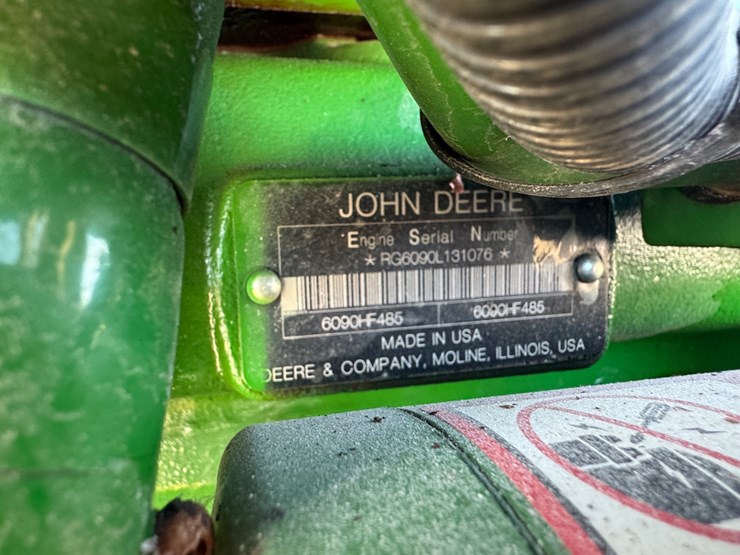 JOHN DEERE
Engine Serial Number
*RG6090L131076*
6090HF485 6090HF485
MADE IN USA
DEERE & COMPANY, MOLINE, ILLINOIS, USA